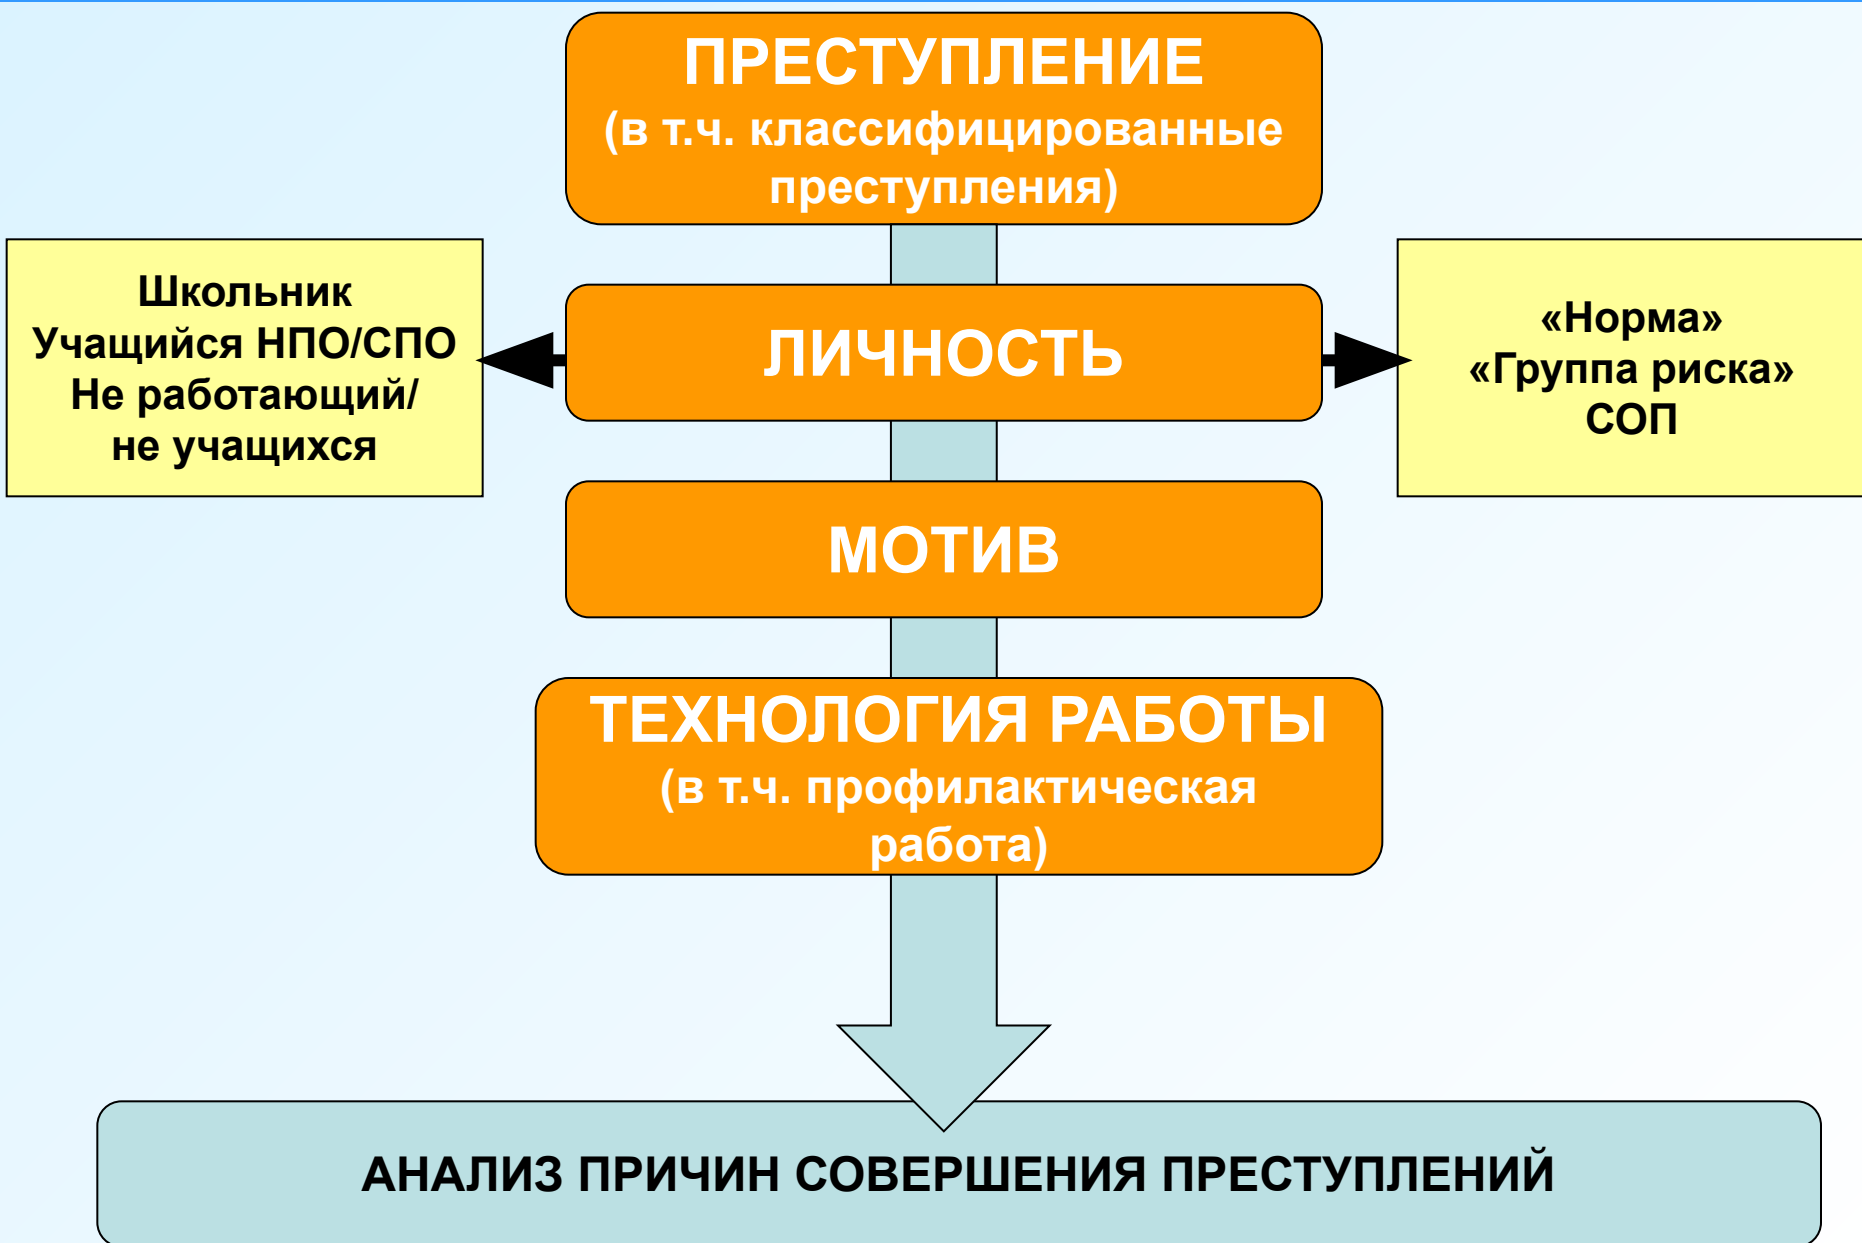 ПРЕСТУПЛЕНИЕ
(в т.ч. классифицированные
преступления)
Школьник
Учащийся НПО/СПО
Не работающий/
не учащихся
ЛИЧНОСТЬ
«Норма»
«Группа риска»
СОП
МОТИВ
ТЕХНОЛОГИЯ РАБОТЫ
(в т.ч. профилактическая
работа)
АНАЛИЗ ПРИЧИН СОВЕРШЕНИЯ ПРЕСТУПЛЕНИЙ